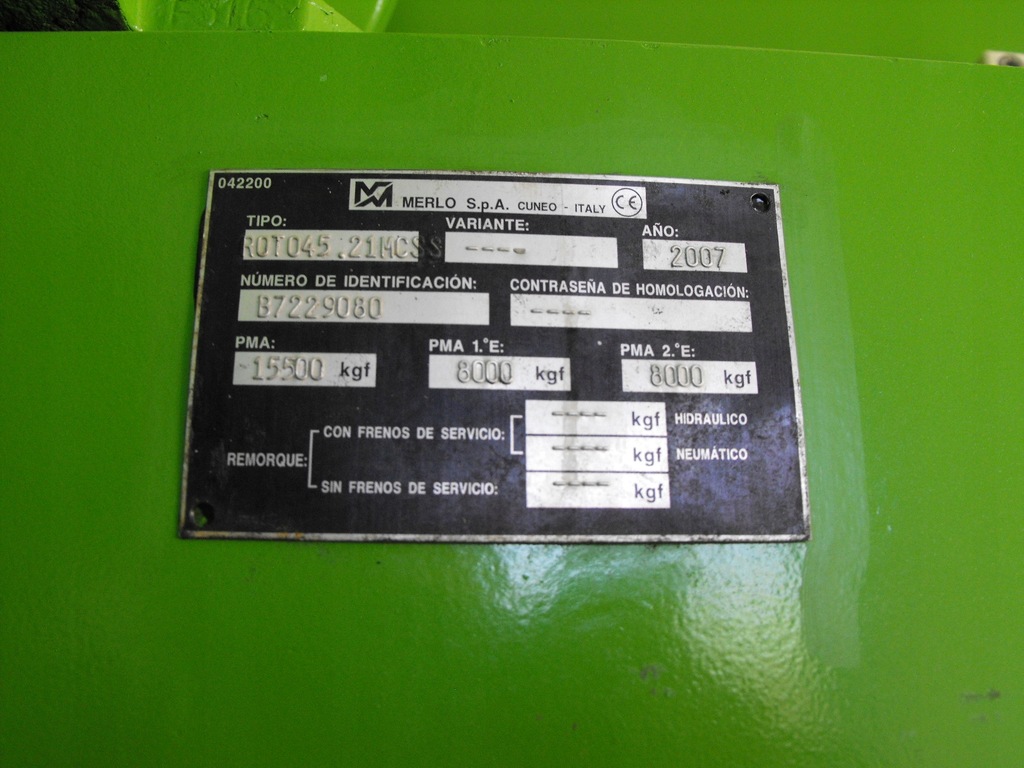 042200
MERLO S.p.A. CUNEO - ITALY CE
TIPO: VARIANTE: AÑO:
ROTO45.21MCSS ---- 2007
NÚMERO DE IDENTIFICACIÓN: CONTRASEÑA DE HOMOLOGACIÓN:
B7229080 ----
PMA: PMA 1.°E: PMA 2.°E:
15500 kgf 8000 kgf 8000 kgf
---- kgf HIDRAULICO
CON FRENOS DE SERVICIO:
---- kgf NEUMÁTICO
REMORQUE:
SIN FRENOS DE SERVICIO: ---- kgf